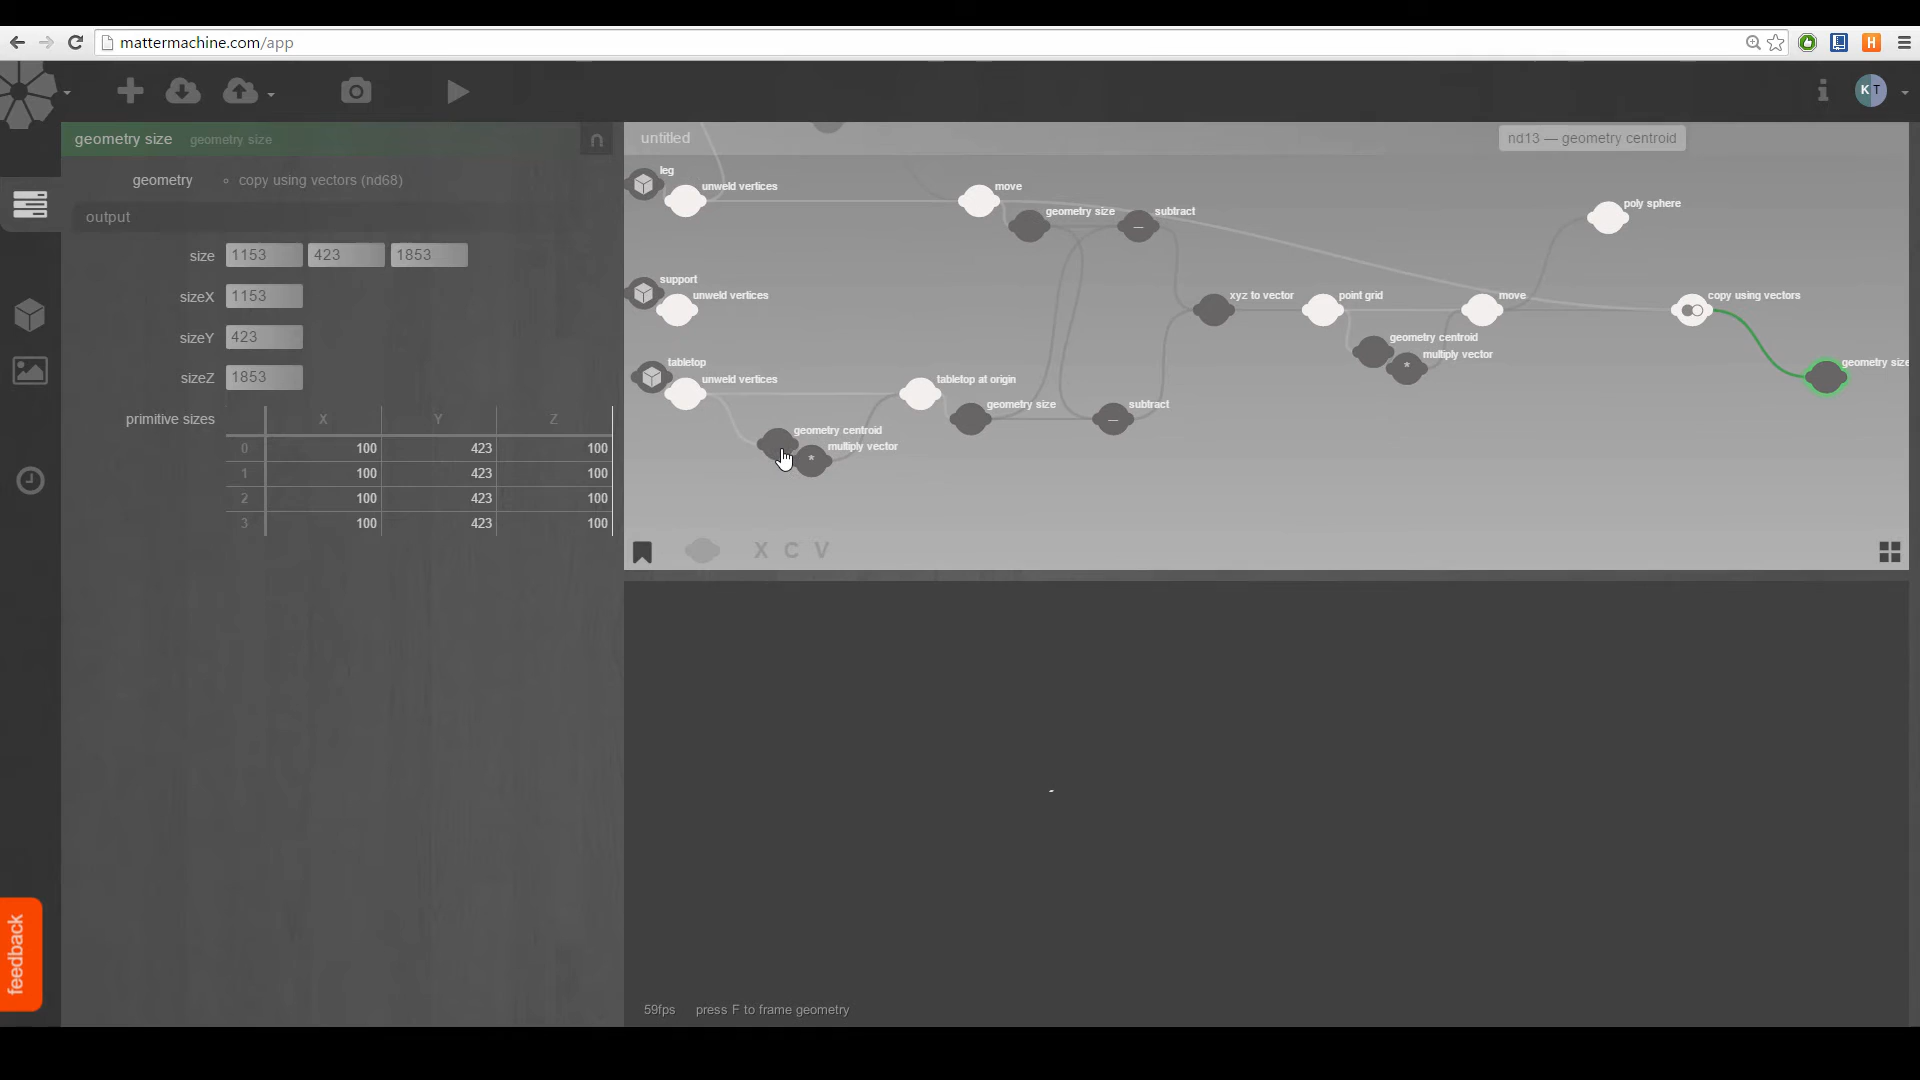 mattermachine.com/app
H
KT
geometry size geometry size
untitled
nd13 — geometry centroid
geometry copy using vectors (nd68)
output
size 1153 423 1853
sizeX 1153
sizeY 423
sizeZ 1853
primitive sizes X Y Z
0 100 423 100
1 100 423 100
2 100 423 100
3 100 423 100
leg
unweld vertices
move
geometry size
subtract
poly sphere
support
unweld vertices
xyz to vector
point grid
move
copy using vectors
geometry centroid
multiply vector
*
tabletop
unweld vertices
tabletop at origin
geometry size
subtract
geometry size
geometry centroid
multiply vector
*
X C V
feedback
59fps press F to frame geometry